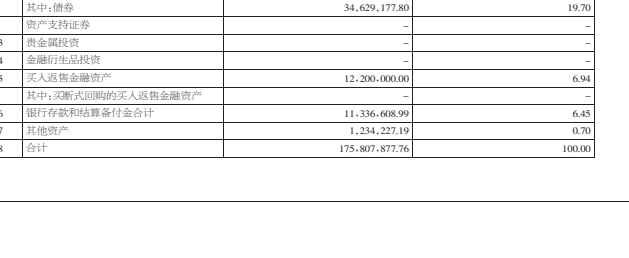 其中:债券 34,629,177.80 19.70
资产支持证券 – –
3 贵金属投资 – –
4 金融衍生品投资 – –
5 买入返售金融资产 12,200,000.00 6.94
其中:买断式回购的买入返售金融资产 – –
6 银行存款和结算备付金合计 11,336,608.99 6.45
7 其他资产 1,234,227.19 0.70
8 合计 175,807,877.76 100.00